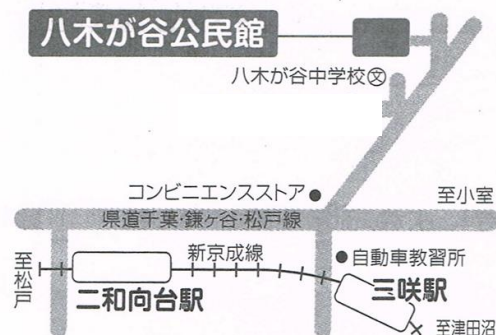 八木が谷公民館
八木が谷中学校㊛
コンビニエンスストア
至小室
県道千葉・鎌ヶ谷・松戸線
至松戸
新京成線
自動車教習所
二和向台駅
三咲駅
至津田沼